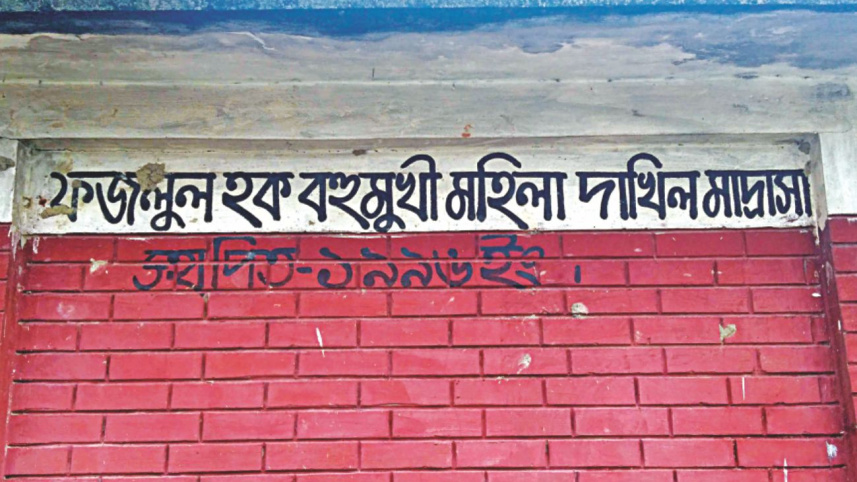 ফজলুল হক বহুমুখী মহিলা দাখিল মাদ্রাসা
স্থাপিত-১৯৯৬ইং।